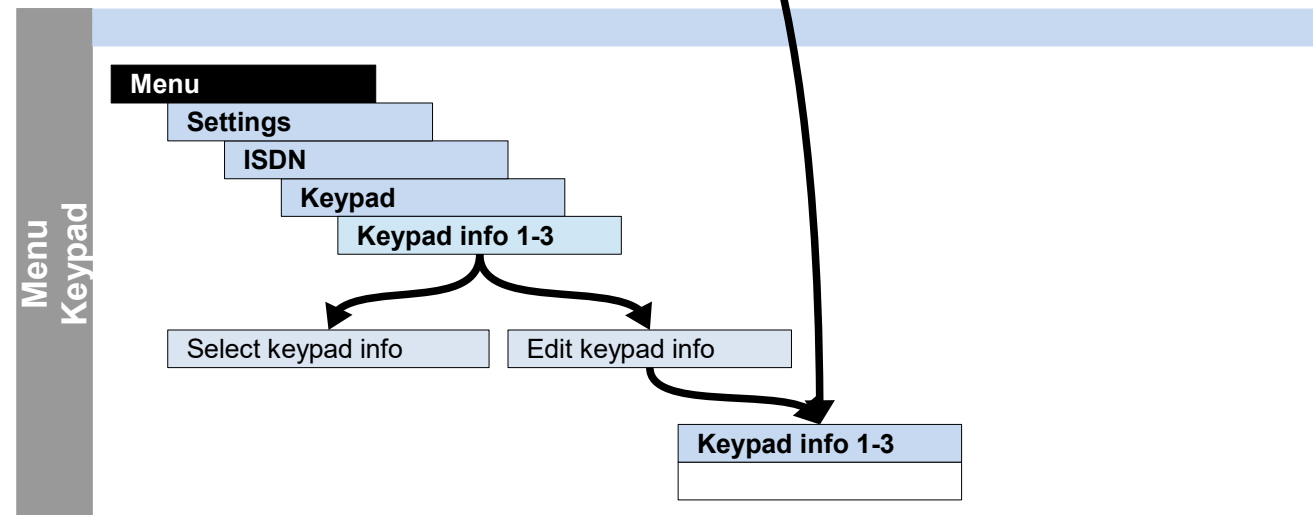 Menu
Keypad
Menu
Settings
ISDN
Keypad
Keypad info 1-3
Select keypad info
Edit keypad info
Keypad info 1-3